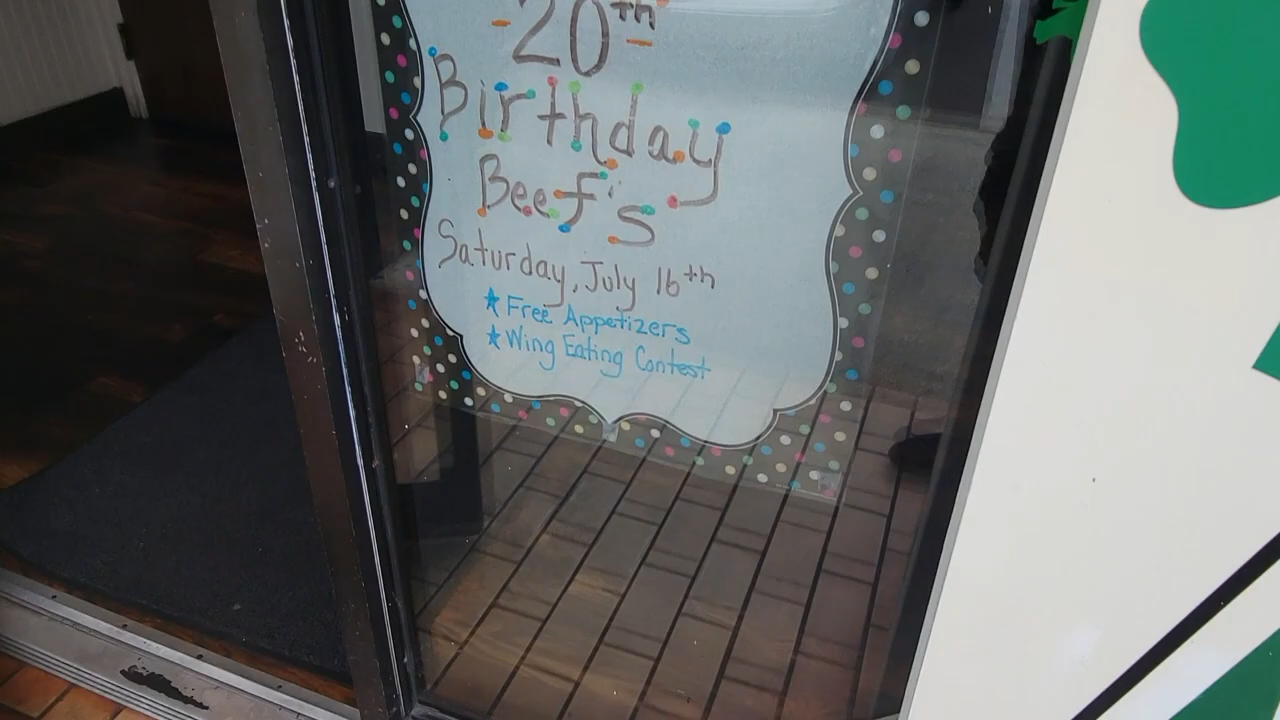 20th
Birthday
Beef's
Saturday, July 16th
★ Free Appetizers
★ Wing Eating Contest